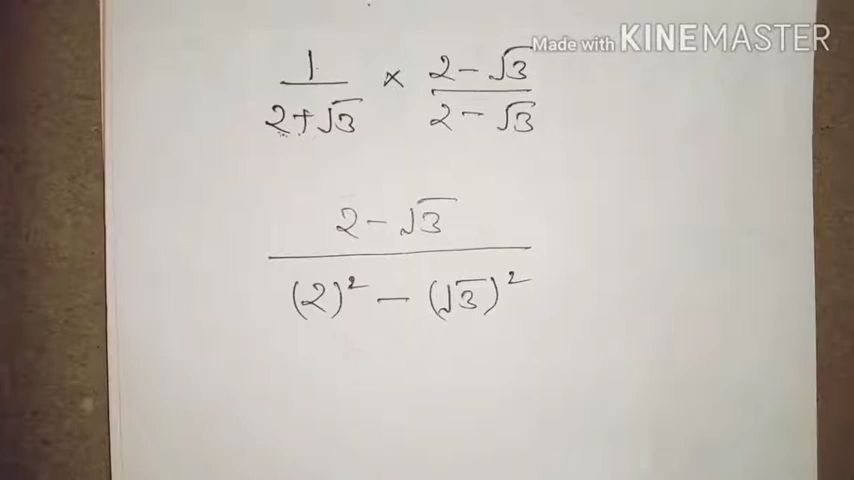 Made with KINEMASTER
1/(2+√3) × (2-√3)/(2-√3)
(2-√3)/((2)² - (√3)²)